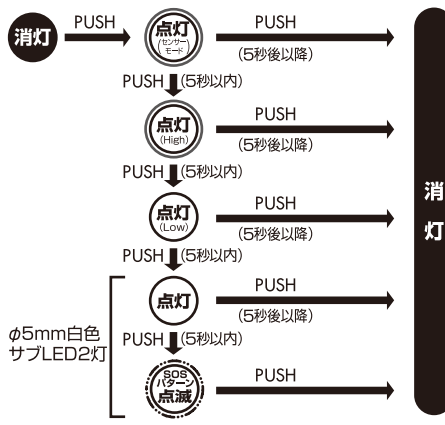 消灯
PUSH
点灯
(センサー
モード)
PUSH
(5秒後以降)
PUSH (5秒以内)
点灯
(High)
PUSH
(5秒後以降)
PUSH (5秒以内)
点灯
(Low)
PUSH
(5秒後以降)
PUSH (5秒以内)
点灯
PUSH
(5秒後以降)
PUSH (5秒以内)
φ5mm白色
サブLED2灯
SOS
パターン
点滅
PUSH
消灯